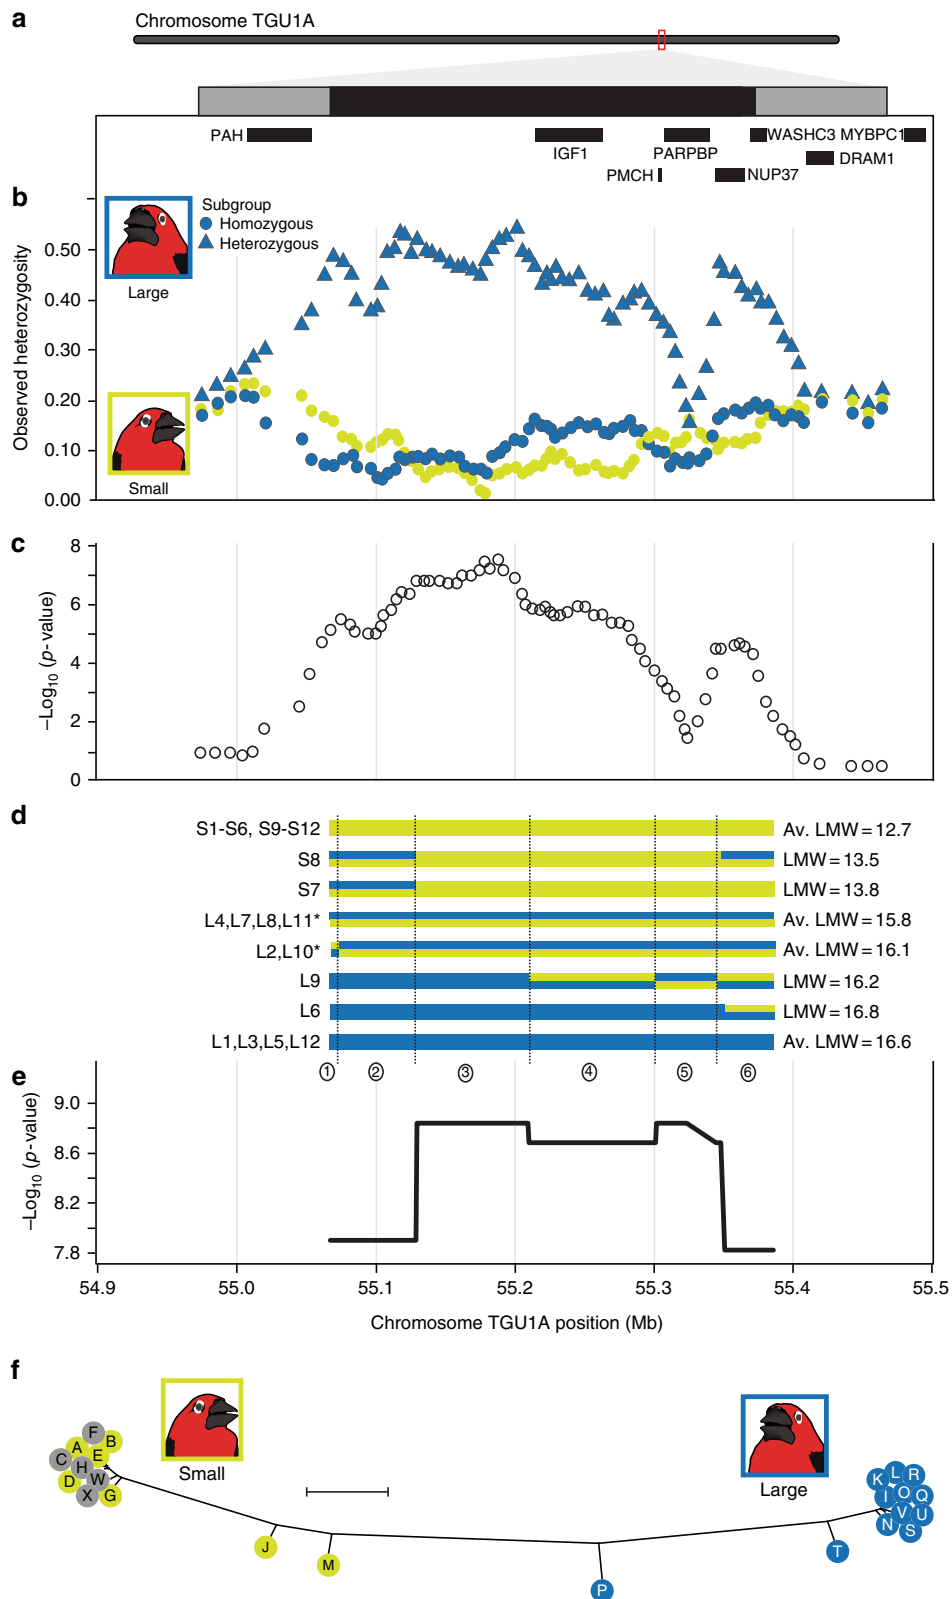 a
Chromosome TGU1A
PAH
IGF1
PMCH
PARPBP
WASHC3 MYBPC1
DRAM1
NUP37
b
Large
Small
Subgroup
Homozygous
Heterozygous
Observed heterozygosity
0.50
0.40
0.30
0.20
0.10
0.00
c
–Log10 (p-value)
8
6
4
2
0
d
S1-S6, S9-S12 Av. LMW = 12.7
S8 LMW = 13.5
S7 LMW = 13.8
L4,L7,L8,L11* Av. LMW = 15.8
L2,L10* Av. LMW = 16.1
L9 LMW = 16.2
L6 LMW = 16.8
L1,L3,L5,L12 Av. LMW = 16.6
① ② ③ ④ ⑤ ⑥
e
–Log10 (p-value)
9.0
8.6
8.2
7.8
54.9 55.0 55.1 55.2 55.3 55.4 55.5
Chromosome TGU1A position (Mb)
f
Small
Large
F
A
B
C
E
H
D
W
X
G
J
M
P
T
K
L
R
I
O
Q
V
U
N
S